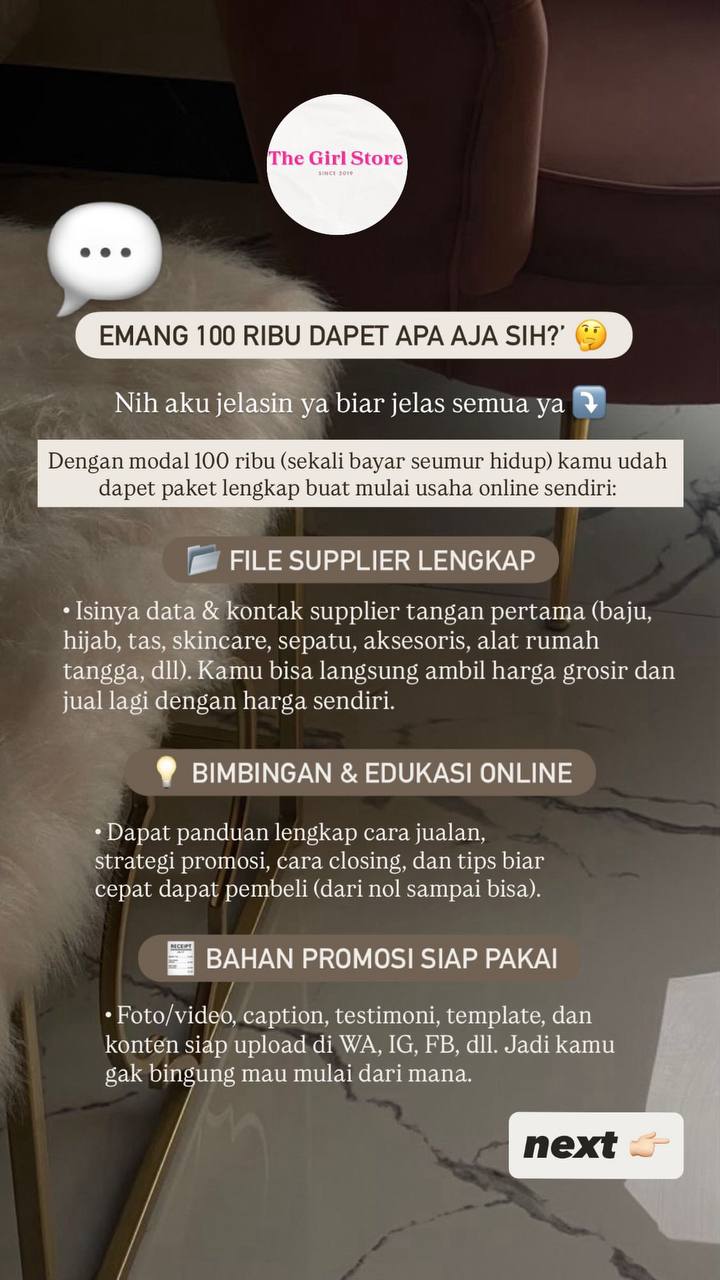 The Girl Store
SINCE 2019
EMANG 100 RIBU DAPET APA AJA SIH?’ 🤔
Nih aku jelasin ya biar jelas semua ya ⤵️
Dengan modal 100 ribu (sekali bayar seumur hidup) kamu udah
dapet paket lengkap buat mulai usaha online sendiri:
📁 FILE SUPPLIER LENGKAP
• Isinya data & kontak supplier tangan pertama (baju,
hijab, tas, skincare, sepatu, aksesoris, alat rumah
tangga, dll). Kamu bisa langsung ambil harga grosir dan
jual lagi dengan harga sendiri.
💡 BIMBINGAN & EDUKASI ONLINE
• Dapat panduan lengkap cara jualan,
strategi promosi, cara closing, dan tips biar
cepat dapat pembeli (dari nol sampai bisa).
RECEIPT
🧾 BAHAN PROMOSI SIAP PAKAI
• Foto/video, caption, testimoni, template, dan
konten siap upload di WA, IG, FB, dll. Jadi kamu
gak bingung mau mulai dari mana.
next 👉🏻